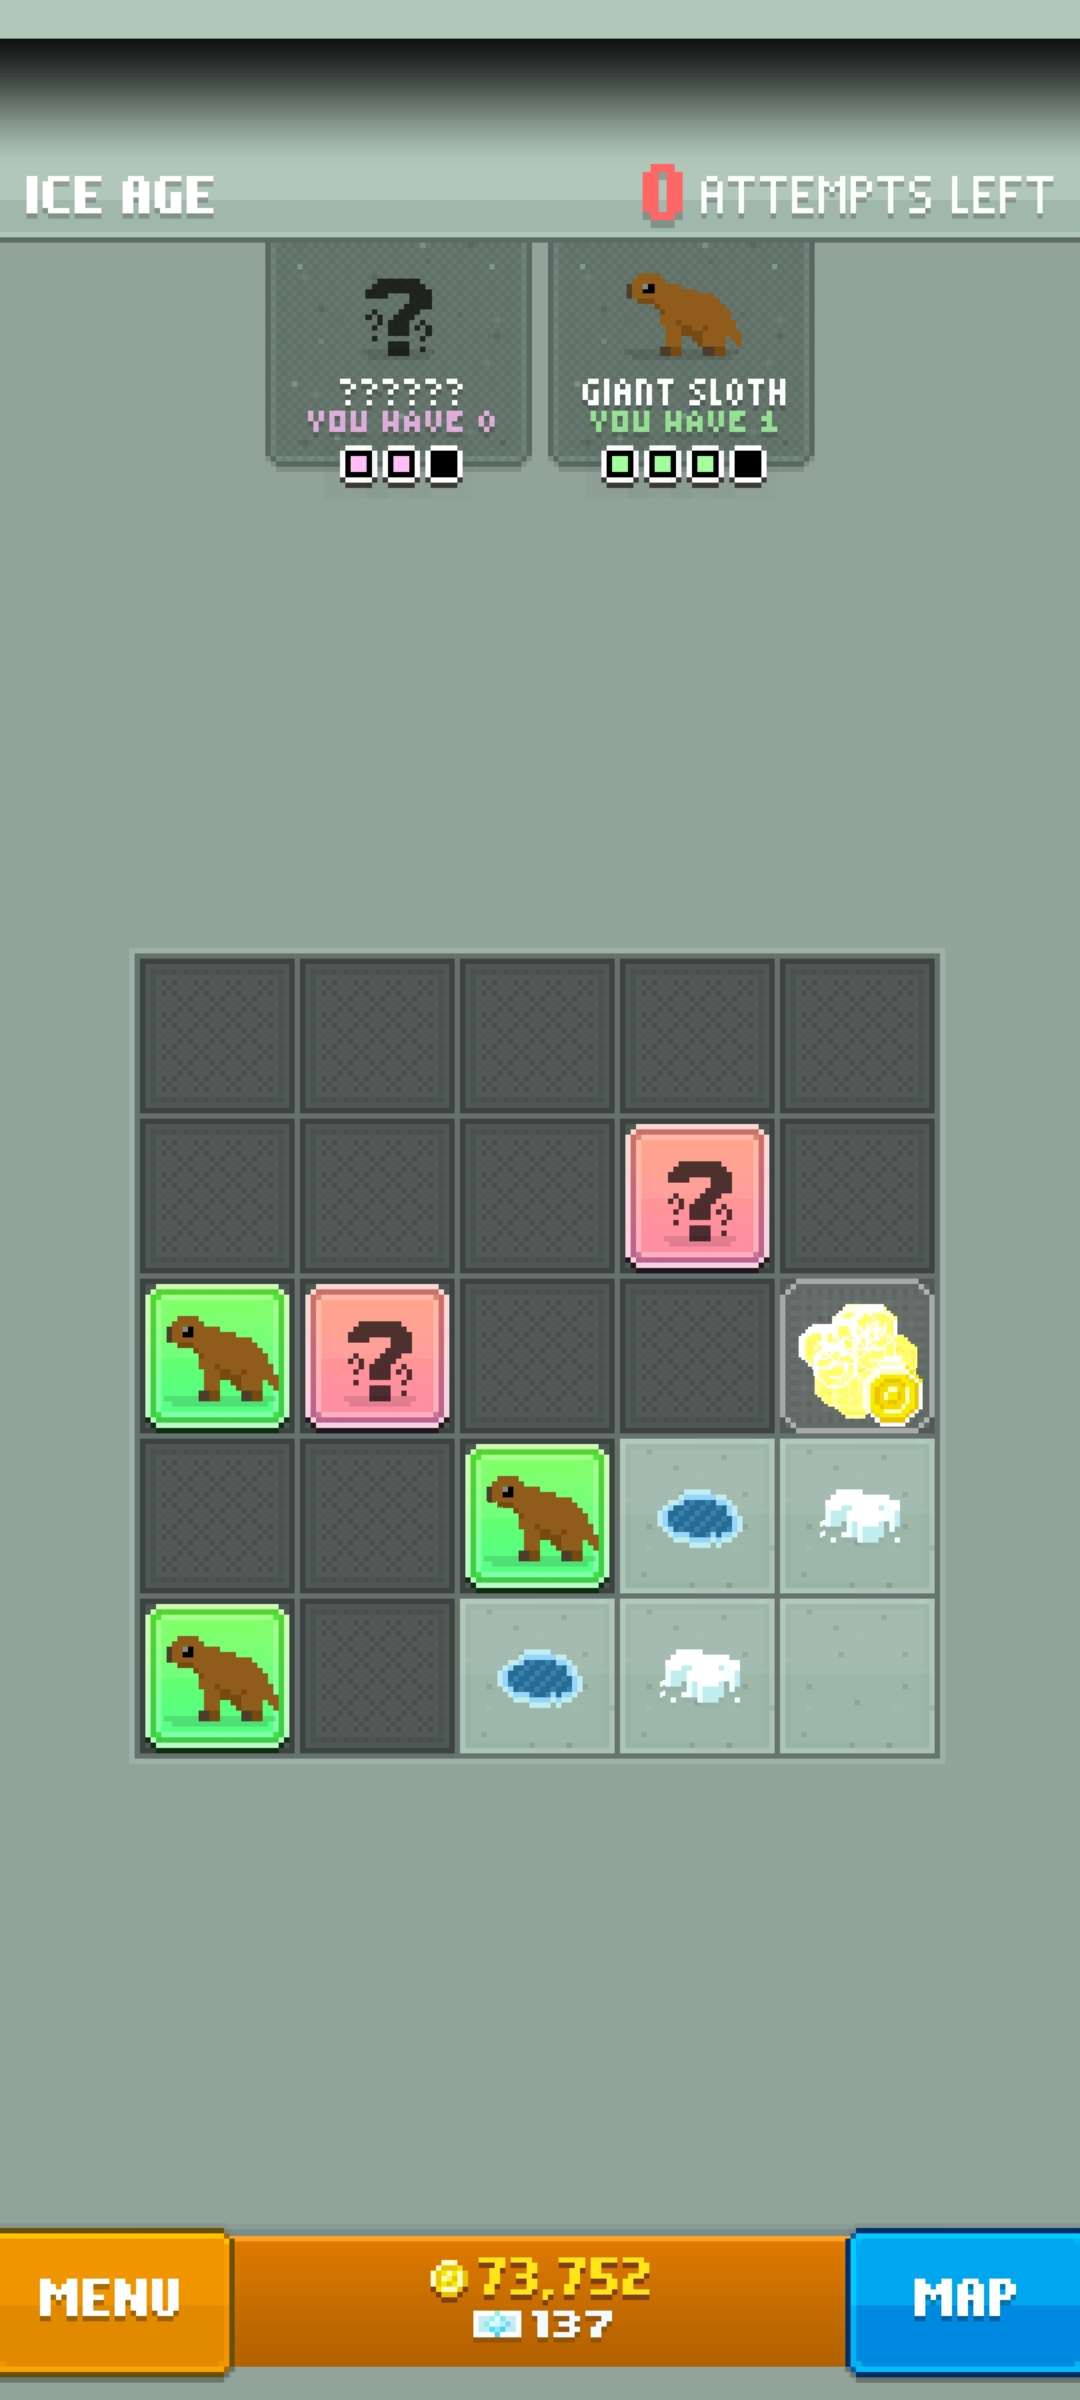 ICE AGE
0 ATTEMPTS LEFT
??????
YOU HAVE 0
GIANT SLOTH
YOU HAVE 1
MENU
73,752
137
MAP